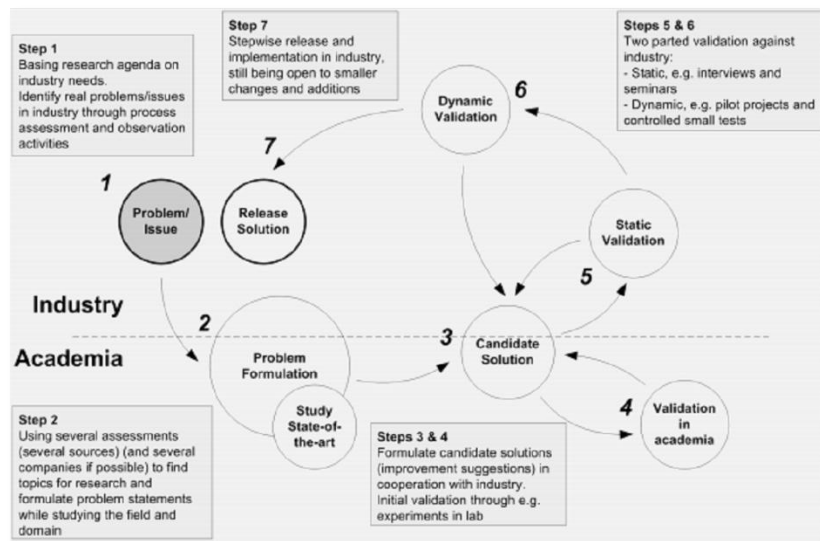 Step 1
Basing research agenda on
industry needs.
Identify real problems/issues
in industry through process
assessment and observation
activities
Step 7
Stepwise release and
implementation in industry,
still being open to smaller
changes and additions
Steps 5 & 6
Two parted validation against
industry:
- Static, e.g. interviews and
seminars
- Dynamic, e.g. pilot projects and
controlled small tests
6
Dynamic
Validation
7
1
Problem/
Issue
Release
Solution
Static
Validation
5
Industry
2
3
Academia
Problem
Formulation
Candidate
Solution
Study
State-of-
the-art
4
Validation
in
academia
Step 2
Using several assessments
(several sources) (and several
companies if possible) to find
topics for research and
formulate problem statements
while studying the field and
domain
Steps 3 & 4
Formulate candidate solutions
(improvement suggestions) in
cooperation with industry.
Initial validation through e.g.
experiments in lab